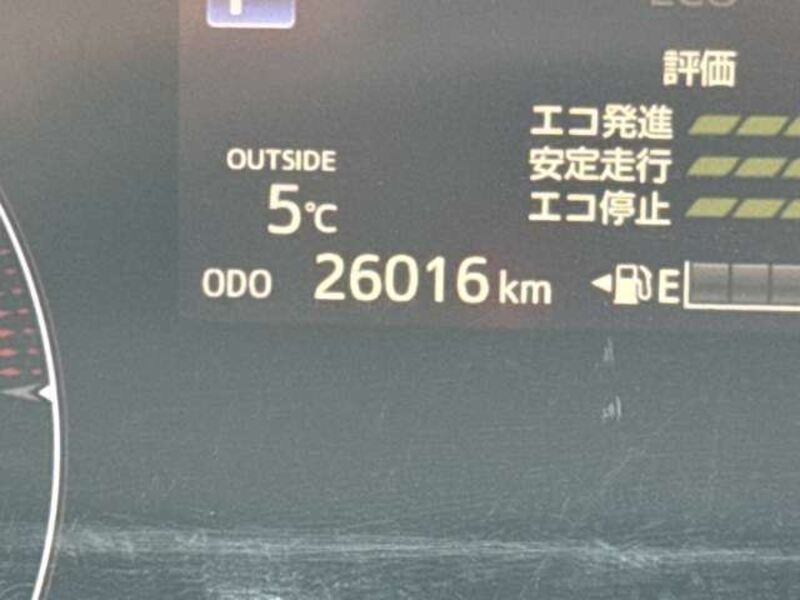 評価
エコ発進
安定走行
エコ停止
OUTSIDE
5℃
ODO 26016 km
E